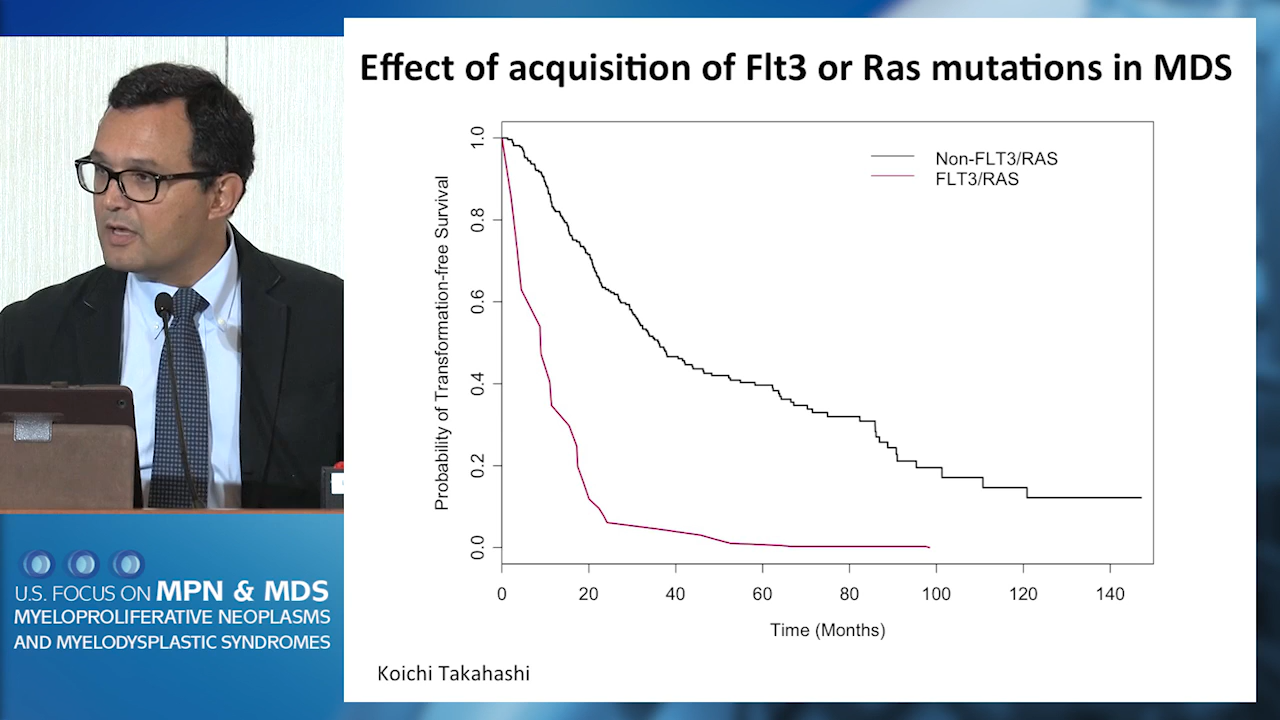 Effect of acquisition of Flt3 or Ras mutations in MDS
Non-FLT3/RAS
FLT3/RAS
Probability of Transformation-free Survival
1.0
0.8
0.6
0.4
0.2
0.0
0 20 40 60 80 100 120 140
Time (Months)
Koichi Takahashi
U.S. FOCUS ON MPN & MDS
MYELOPROLIFERATIVE NEOPLASMS
AND MYELODYSPLASTIC SYNDROMES